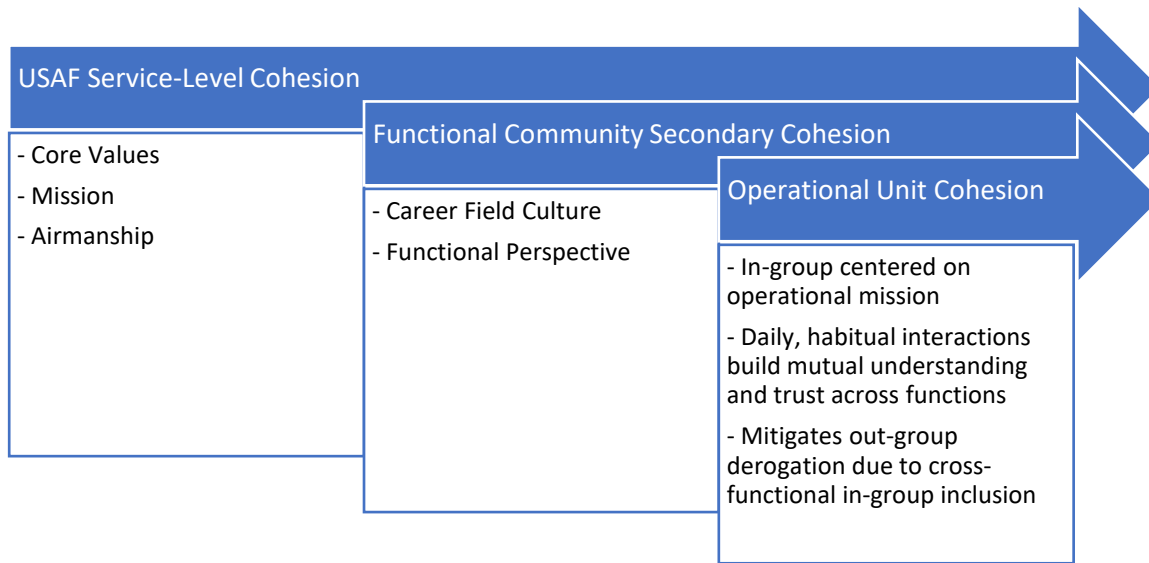 USAF Service-Level Cohesion
- Core Values
- Mission
- Airmanship
Functional Community Secondary Cohesion
- Career Field Culture
- Functional Perspective
Operational Unit Cohesion
- In-group centered on
operational mission
- Daily, habitual interactions
build mutual understanding
and trust across functions
- Mitigates out-group
derogation due to cross-
functional in-group inclusion